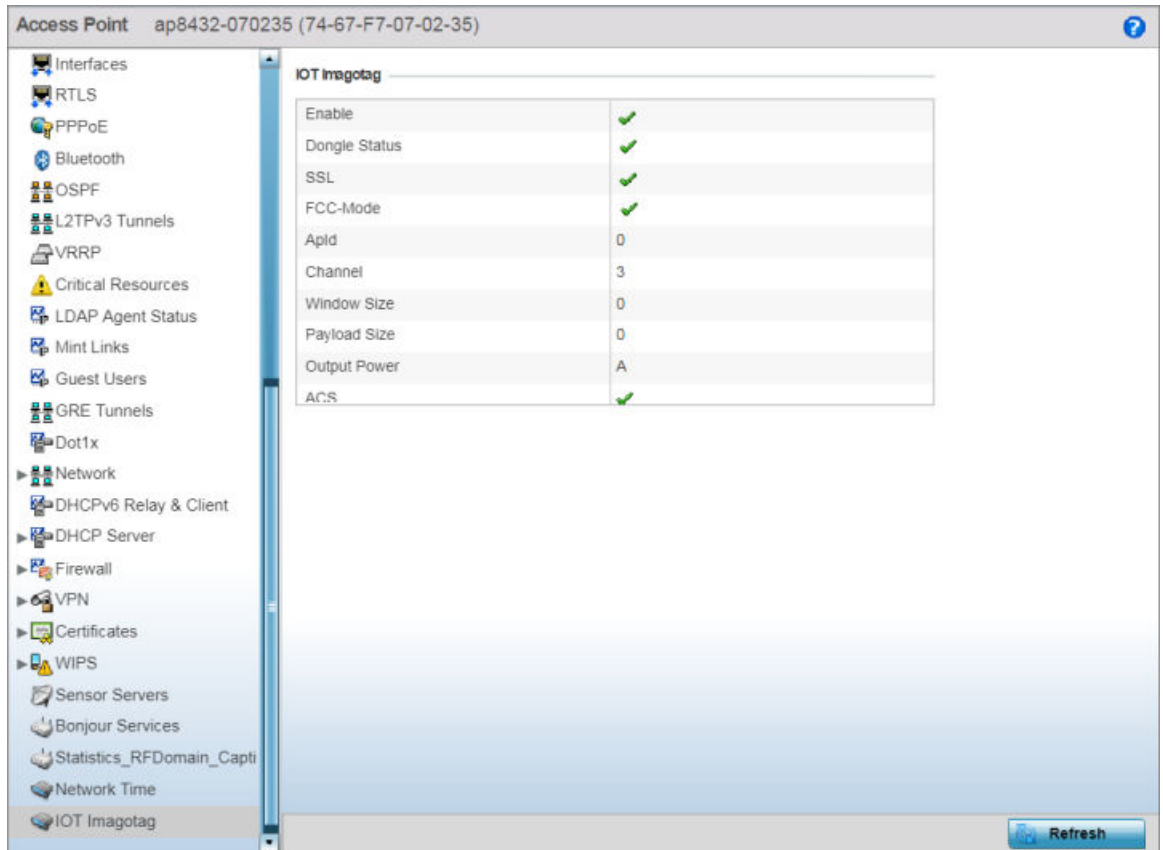 Access Point ap8432-070235 (74-67-F7-07-02-35)
?
Interfaces
RTLS
PPPoE
Bluetooth
OSPF
L2TPv3 Tunnels
VRRP
Critical Resources
LDAP Agent Status
Mint Links
Guest Users
GRE Tunnels
Dot1x
Network
DHCPv6 Relay & Client
DHCP Server
Firewall
VPN
Certificates
WIPS
Sensor Servers
Bonjour Services
Statistics_RFDomain_Capti
Network Time
IOT Imagotag
IOT Imagotag
Enable
Dongle Status
SSL
FCC-Mode
ApId 0
Channel 3
Window Size 0
Payload Size 0
Output Power A
ACS
Refresh